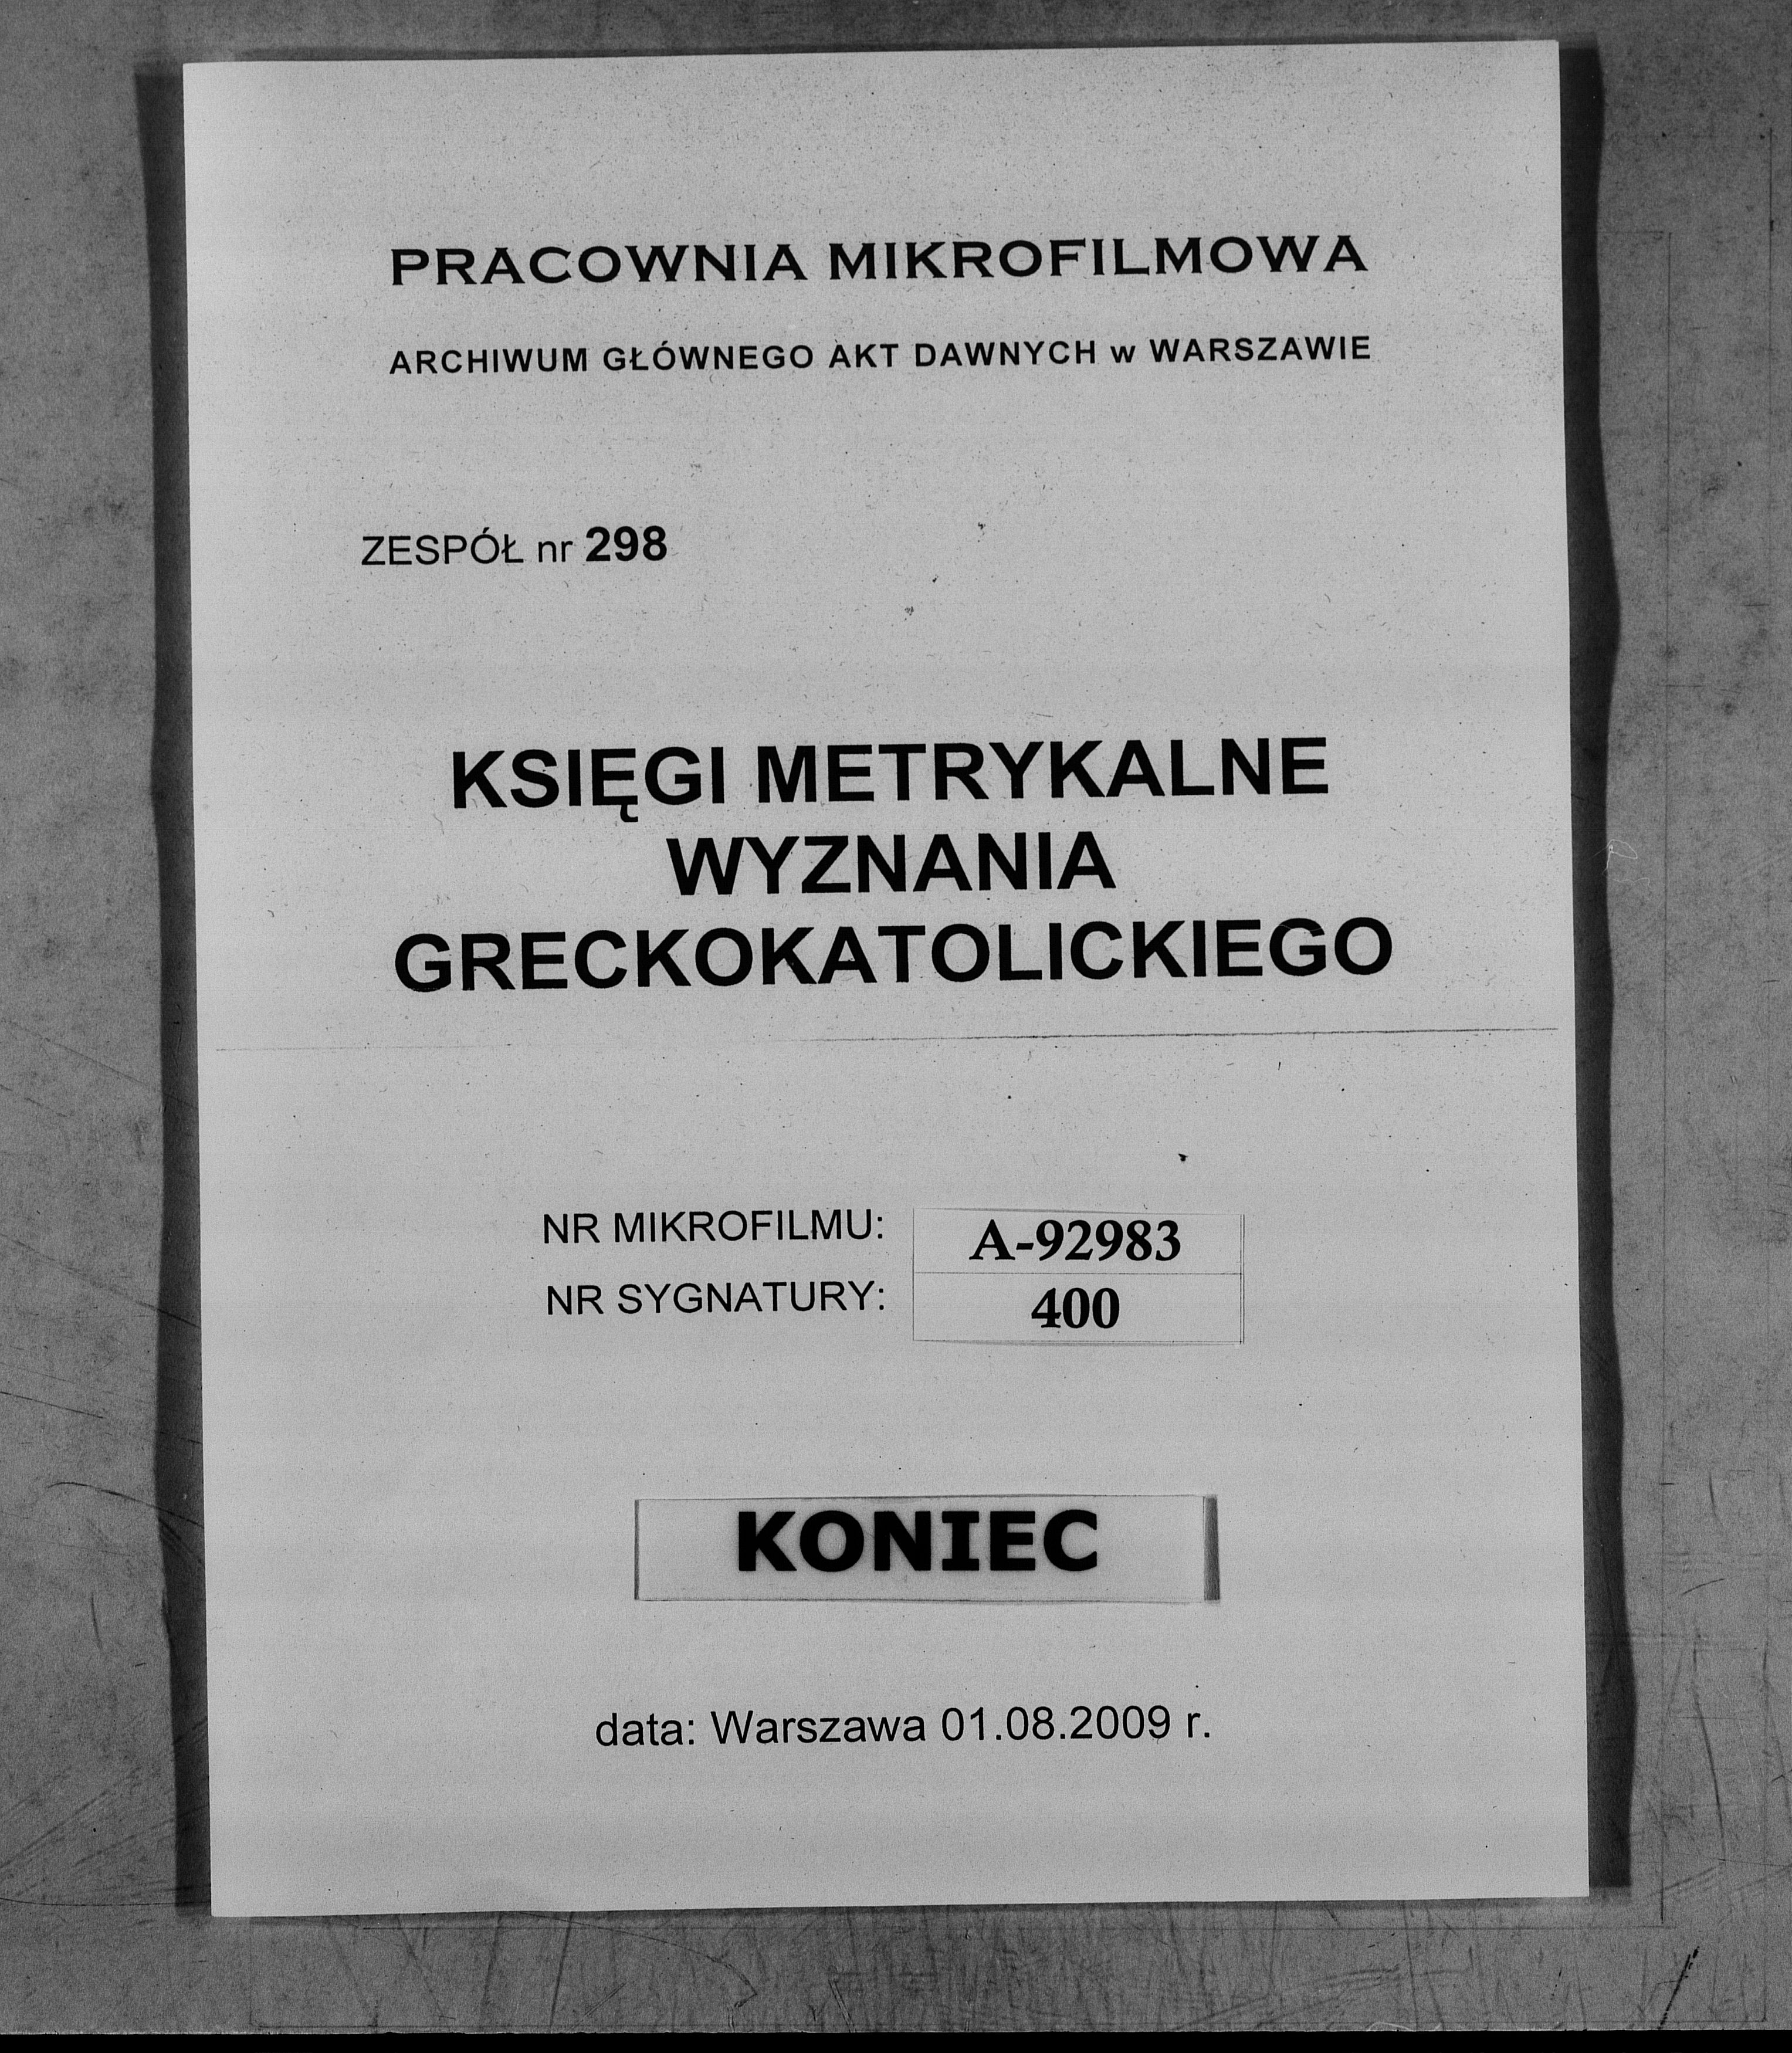 PRACOWNIA MIKROFILMOWA
ARCHIWUM GŁÓWNEGO AKT DAWNYCH w WARSZAWIE
ZESPÓŁ nr 298
KSIĘGI METRYKALNE
WYZNANIA
GRECKOKATOLICKIEGO
NR MIKROFILMU: A-92983
NR SYGNATURY: 400
KONIEC
data: Warszawa 01.08.2009 r.